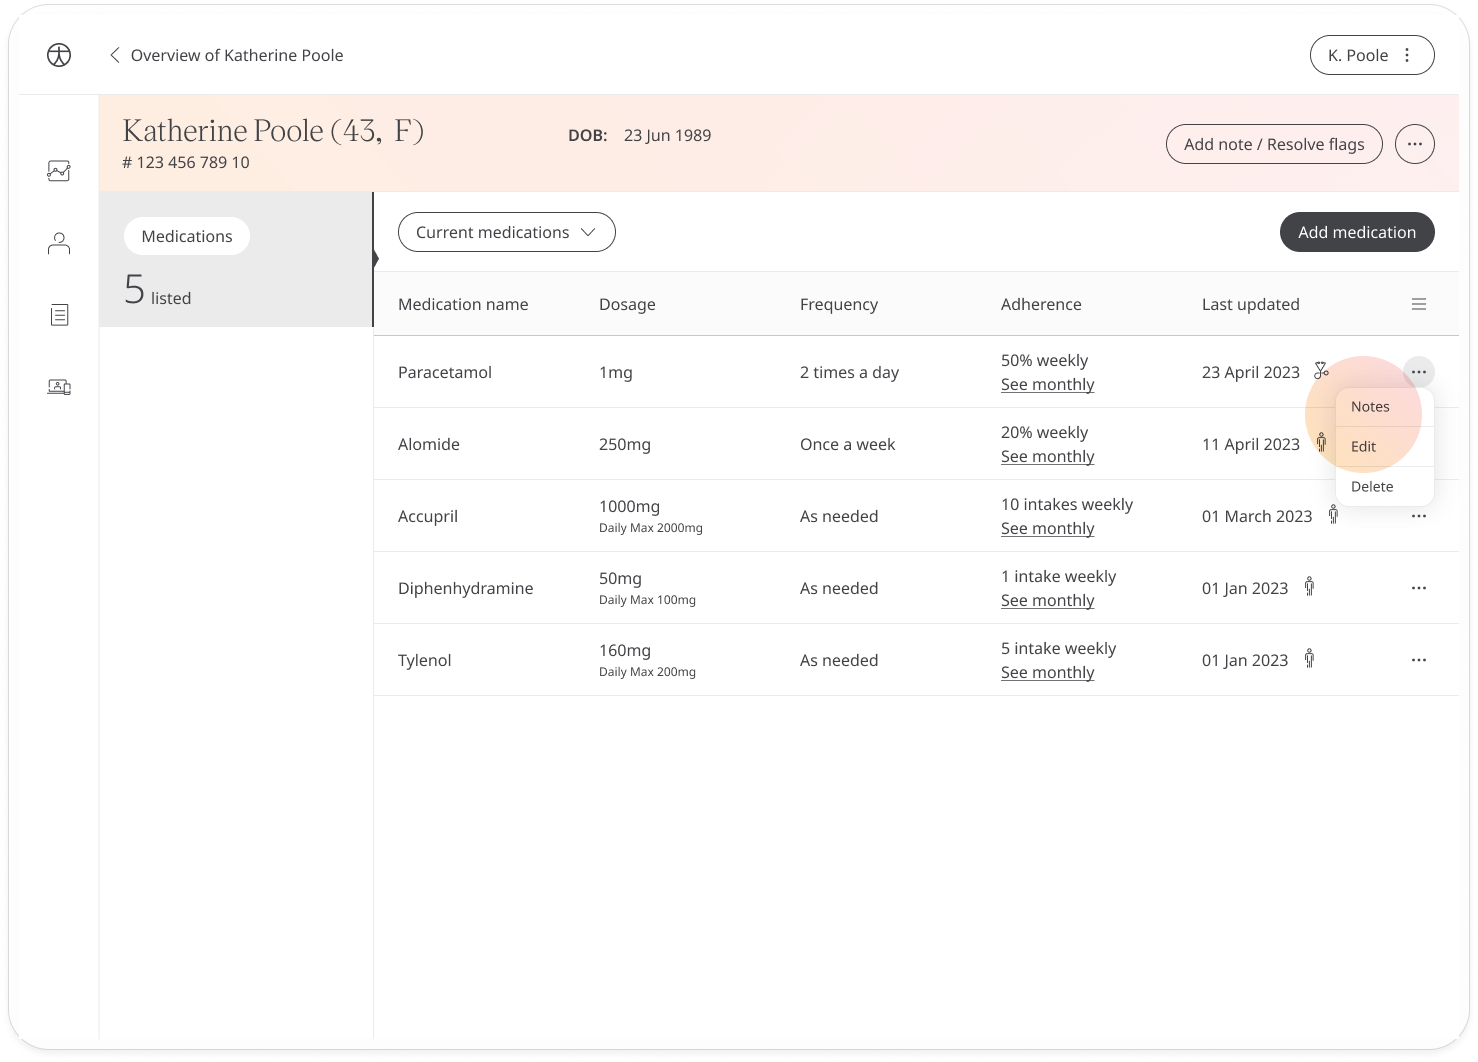 Overview of Katherine Poole
K. Poole
Katherine Poole (43, F)
# 123 456 789 10
DOB: 23 Jun 1989
Add note / Resolve flags
Medications
5 listed
Current medications
Add medication
Medication name Dosage Frequency Adherence Last updated
Paracetamol 1mg 2 times a day 50% weekly 23 April 2023
See monthly
Notes
Edit
Delete
Alomide 250mg Once a week 20% weekly 11 April 2023
See monthly
Accupril 1000mg As needed 10 intakes weekly 01 March 2023
Daily Max 2000mg See monthly
Diphenhydramine 50mg As needed 1 intake weekly 01 Jan 2023
Daily Max 100mg See monthly
Tylenol 160mg As needed 5 intake weekly 01 Jan 2023
Daily Max 200mg See monthly